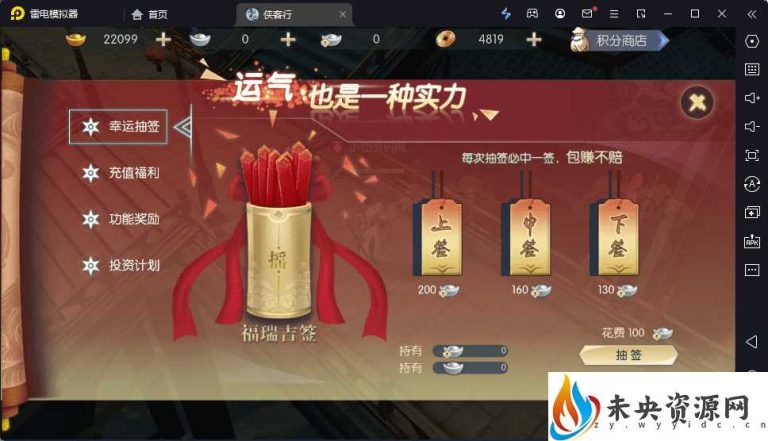 雷电模拟器
首页
侠客行
22099
0
0
4819
积分商店
运气也是一种实力
幸运抽签
充值福利
功能奖励
投资计划
每次抽签必中一签，包赚不赔
摇
上签
中签
下签
200
160
130
福瑞吉签
花费 100
持有 0
持有 0
抽签
APK
未央资源网
zy.wyyidc.cn